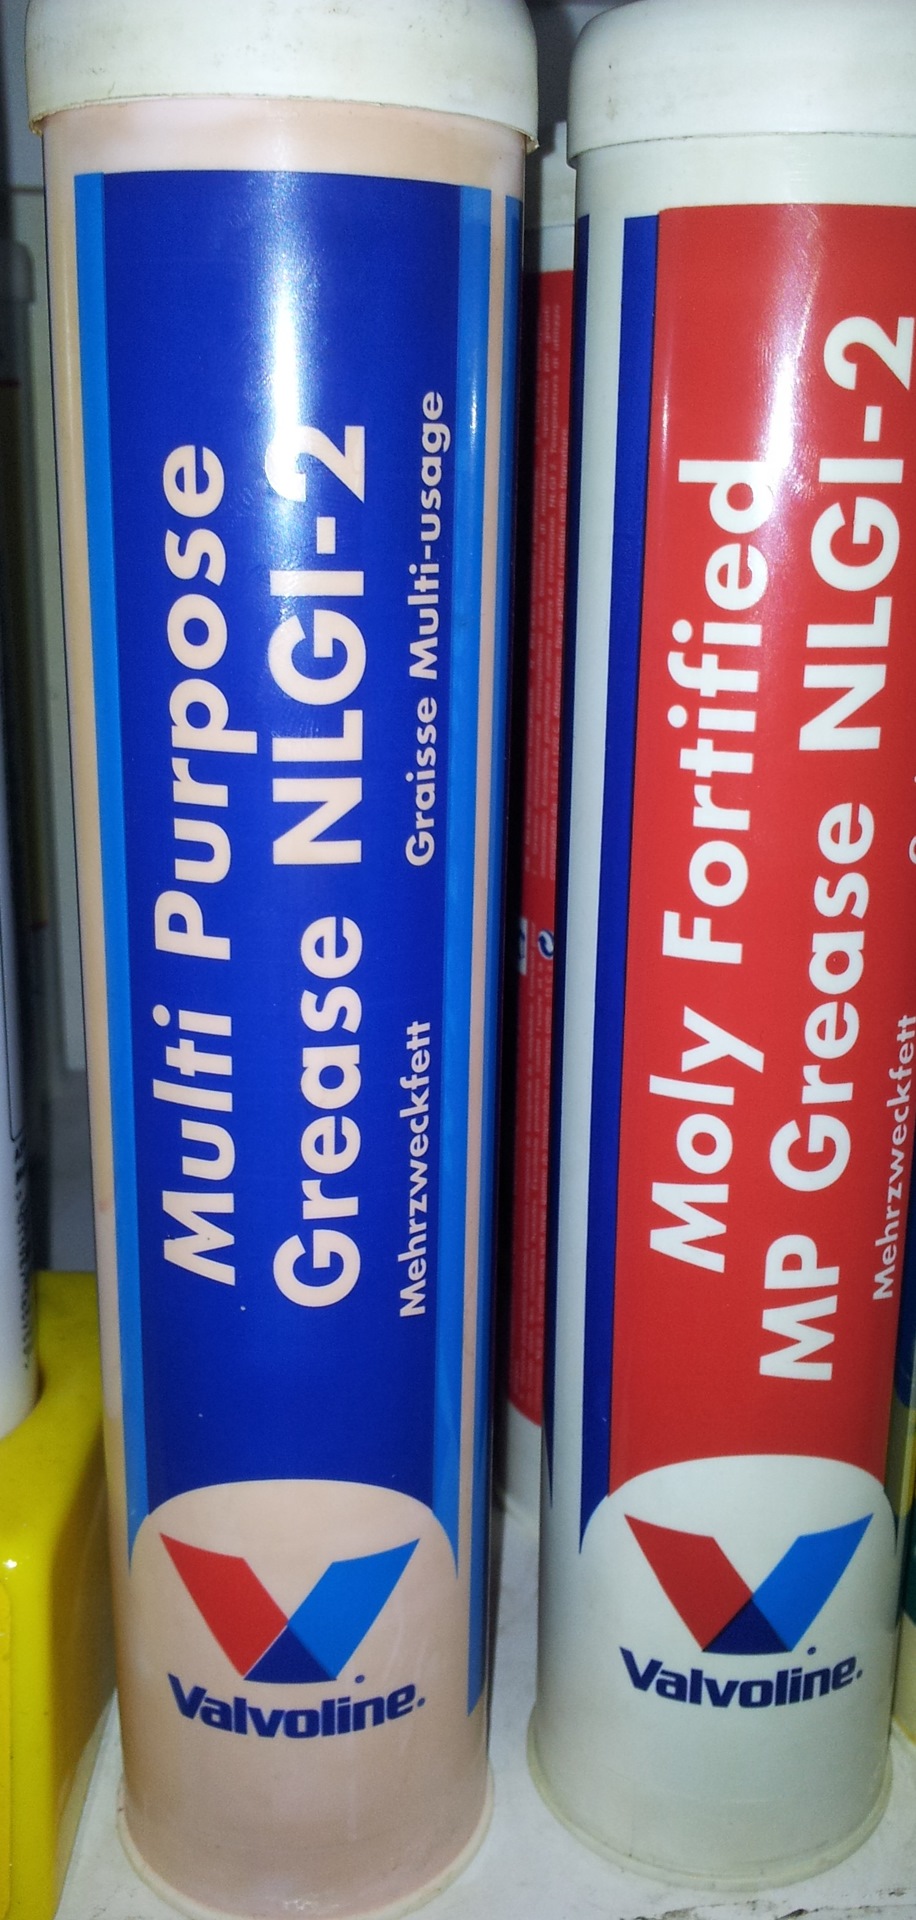 Multi Purpose
Grease NLGI-2
Mehrzweckfett Graisse Multi-usage
Valvoline.
Moly Fortified
MP Grease NLGI-2
Mehrzweckfett
Valvoline.